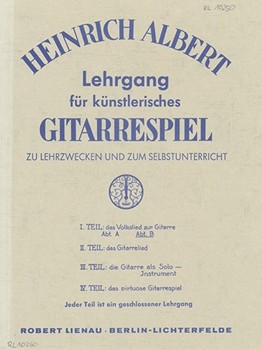 RL 10250
HEINRICH ALBERT
Lehrgang
für künstlerisches
GITARRESPIEL
ZU LEHRZWECKEN UND ZUM SELBSTUNTERRICHT
I. TEIL: das Volkslied zur Gitarre
Abt. A Abt. B
II. TEIL: das Gitarrelied
III. TEIL: die Gitarre als Solo-
Instrument
IV. TEIL: das virtuose Gitarrespiel
Jeder Teil ist ein geschlossener Lehrgang
RL 10250
ROBERT LIENAU - BERLIN-LICHTERFELDE